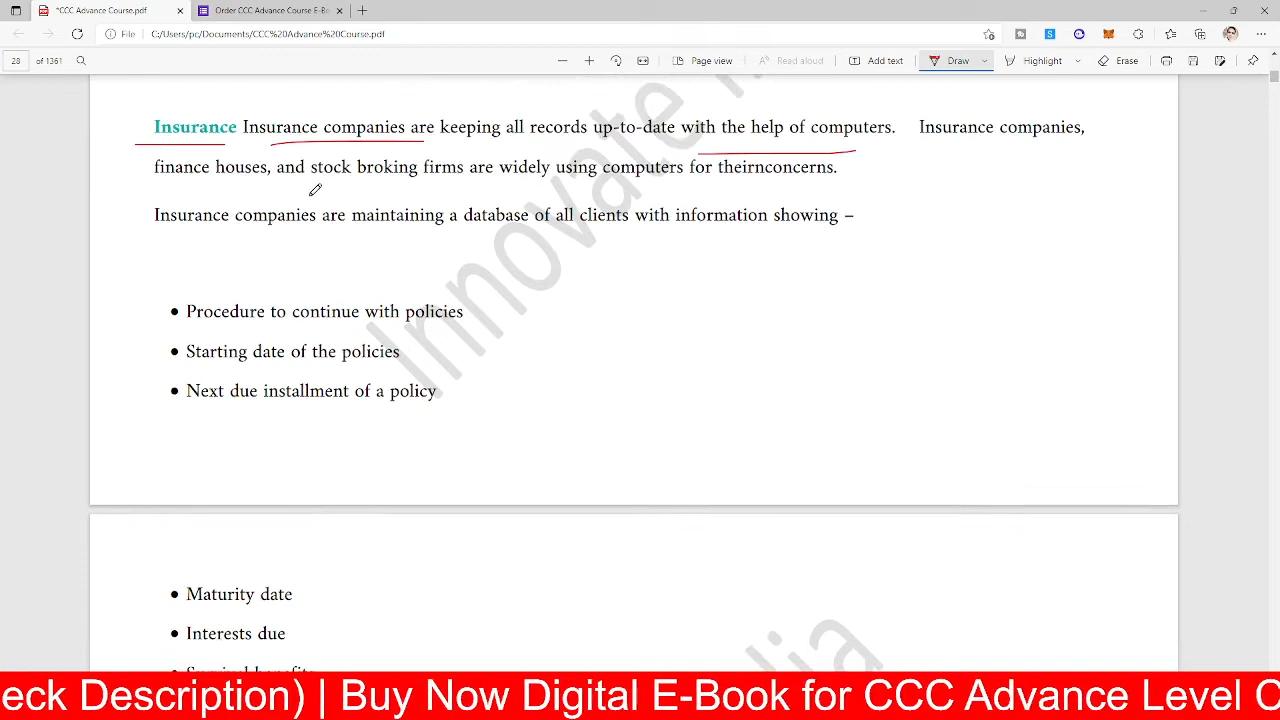 *CCC Advance Course.pdf
Order CCC Advance Course E-Bo
File
C:/Users/pc/Documents/CCC%20Advance%20Course.pdf
28 of 1361
Page view
Read aloud
Add text
Draw
Highlight
Erase
Insurance Insurance companies are keeping all records up-to-date with the help of computers. Insurance companies,
finance houses, and stock broking firms are widely using computers for theirnconcerns.
Insurance companies are maintaining a database of all clients with information showing –
• Procedure to continue with policies
• Starting date of the policies
• Next due installment of a policy
Innovate
• Maturity date
• Interests due
• Survival benefits
eck Description) | Buy Now Digital E-Book for CCC Advance Level C